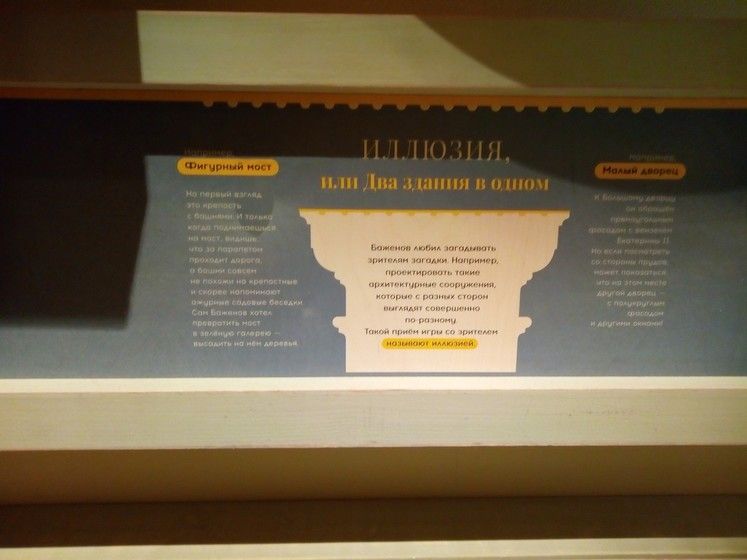 ИЛЛЮЗИЯ,
или Два здания в одном
Например,
Фигурный мост
На первый взгляд
это крепость
с башнями. И только
когда поднимаешься
на мост, видишь,
что за парапетом
проходит дорога,
а башни совсем
не похожи на крепостные
и скорее напоминают
ажурные садовые беседки.
Сам Баженов хотел
превратить мост
в зелёную галерею —
высадить на нём деревья.
Баженов любил загадывать
зрителям загадки. Например,
проектировать такие
архитектурные сооружения,
которые с разных сторон
выглядят совершенно
по-разному.
Такой приём игры со зрителем
называют иллюзией.
Например,
Малый дворец
К Большому дворцу
он обращён
прямоугольным
фасадом с вензелем
Екатерины II.
Но если посмотреть
со стороны прудов,
может показаться,
что на этом месте
другой дворец —
с полукруглым
фасадом
и другими окнами!